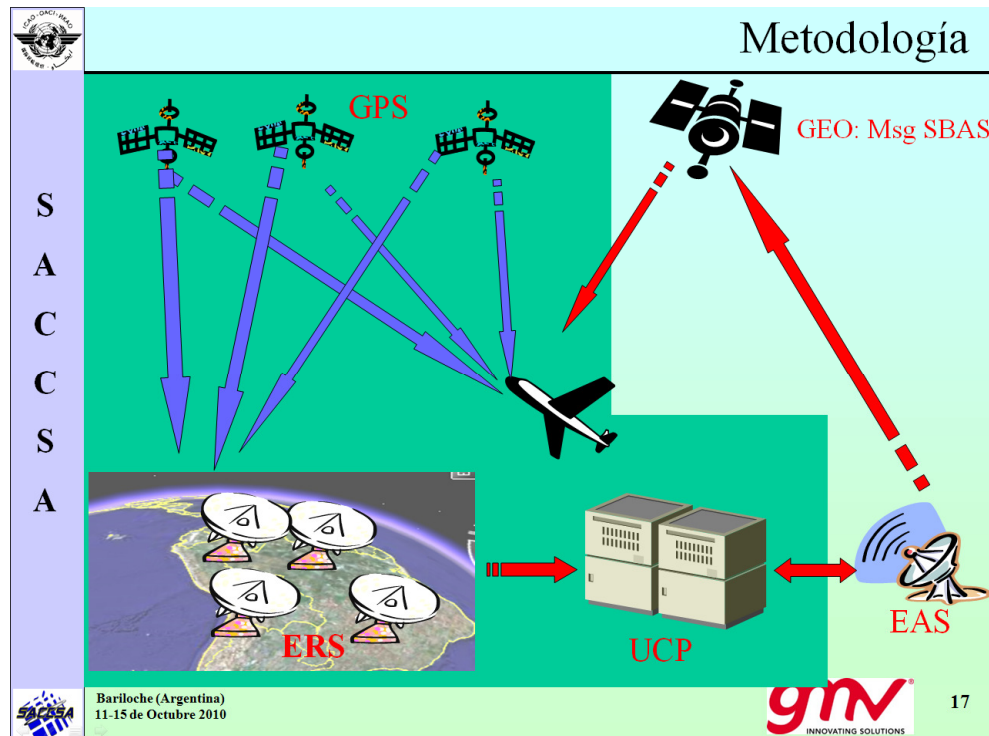 Metodología
GPS
GEO: Msg SBAS
S
A
C
C
S
A
ERS
UCP
EAS
SACCSA
Bariloche (Argentina)
11-15 de Octubre 2010
gmv
INNOVATING SOLUTIONS
17